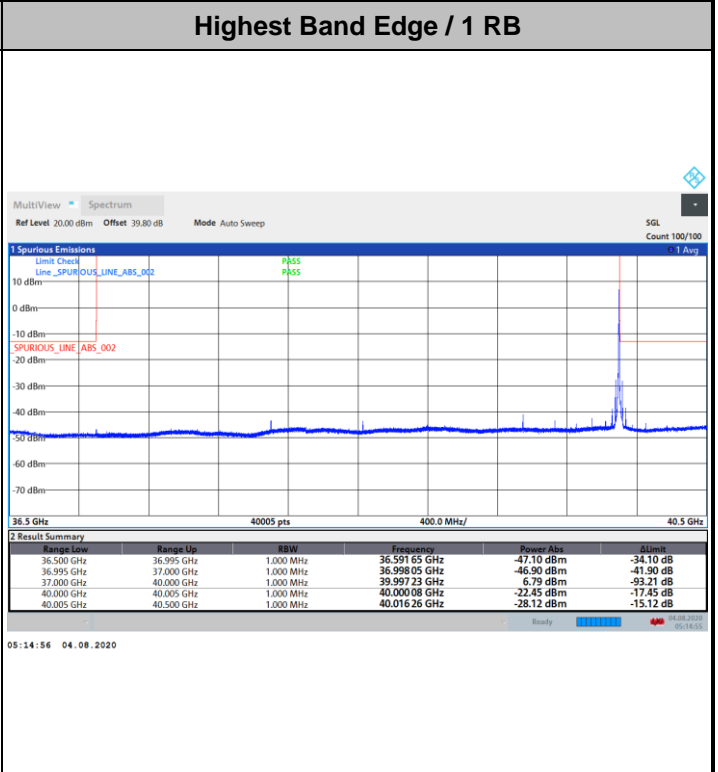 Highest Band Edge / 1 RB
MultiView Spectrum
Ref Level 20.00 dBm Offset 39.80 dB Mode Auto Sweep SGL
Count 100/100
1 Spurious Emissions 1 Avg
Limit Check PASS
Line _SPURIOUS_LINE_ABS_002 PASS
10 dBm
0 dBm
-10 dBm
_SPURIOUS_LINE_ABS_002
-20 dBm
-30 dBm
-40 dBm
-50 dBm
-60 dBm
-70 dBm
36.5 GHz 40005 pts 400.0 MHz/ 40.5 GHz
2 Result Summary
Range Low Range Up RBW Frequency Power Abs ΔLimit
36.500 GHz 36.995 GHz 1.000 MHz 36.591 65 GHz -47.10 dBm -34.10 dB
36.995 GHz 37.000 GHz 1.000 MHz 36.998 05 GHz -46.90 dBm -41.90 dB
37.000 GHz 40.000 GHz 1.000 MHz 39.997 23 GHz 6.79 dBm -93.21 dB
40.000 GHz 40.005 GHz 1.000 MHz 40.000 08 GHz -22.45 dBm -17.45 dB
40.005 GHz 40.500 GHz 1.000 MHz 40.016 26 GHz -28.12 dBm -15.12 dB
Ready 04.08.2020
05:14:55
05:14:56 04.08.2020